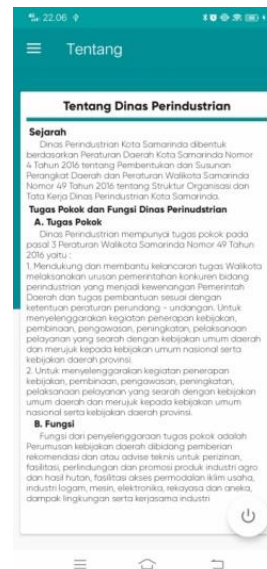 22.06
Tentang
Tentang Dinas Perindustrian
Sejarah
Dinas Perindustrian Kota Samarinda dibentuk
berdasarkan Peraturan Daerah Kota Samarinda Nomor
4 Tahun 2016 tentang Pembentukan dan Susunan
Perangkat Daerah dan Peraturan Walikota Samarinda
Nomor 49 Tahun 2016 tentang Struktur Organisasi dan
Tata Kerja Dinas Perindustrian Kota Samarinda.
Tugas Pokok dan Fungsi Dinas Perinudstrian
A. Tugas Pokok
Dinas Perindustrian mempunyai tugas pokok pada
pasal 3 Peraturan Walikota Samarinda Nomor 49 Tahun
2016 yaitu :
1. Mendukung dan membantu kelancaran tugas Walikota
melaksanakan urusan pemerintahan konkuren bidang
perindustrian yang menjadi kewenangan Pemerintah
Daerah dan tugas pembantuan sesuai dengan
ketentuan peraturan perundang - undangan. Untuk
menyelenggarakan kegiatan penerapan kebijakan,
pembinaan, pengawasan, peningkatan, pelaksanaan
pelayanan yang searah dengan kebijakan umum daerah
dan merujuk kepada kebijakan umum nasional serta
kebijakan daerah provinsi.
2. Untuk menyelenggarakan kegiatan penerapan
kebijakan, pembinaan, pengawasan, peningkatan,
pelaksanaan pelayanan yang searah dengan kebijakan
umum daerah dan merujuk kepada kebijakan umum
nasional serta kebijakan daerah provinsi.
B. Fungsi
Fungsi dari penyelenggaraan tugas pokok adalah
Perumusan kebijakan daerah dibidang pemberian
rekomendasi dan atau advise teknis untuk perizinan,
fasilitasi, perlindungan dan promosi produk industri agro
dan hasil hutan, fasilitasi akses permodalan iklim usaha,
industri logam, mesin, elektronika, rekayasa dan aneka,
dampak lingkungan serta kerjasama industri